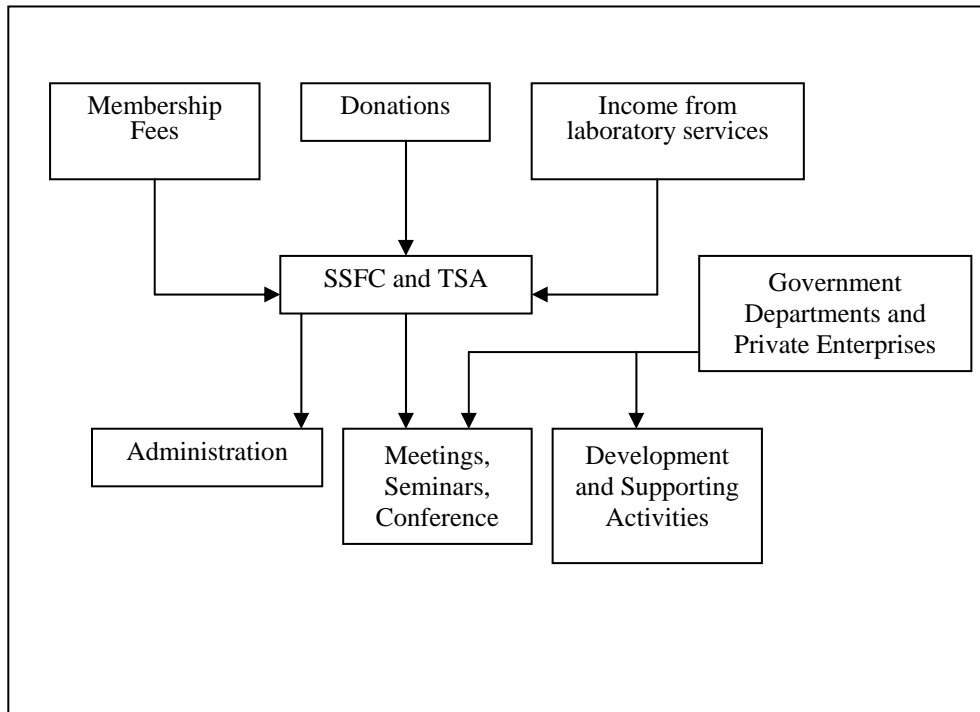 Membership
Fees
Donations
Income from
laboratory services
SSFC and TSA
Government
Departments and
Private Enterprises
Administration
Meetings,
Seminars,
Conference
Development
and Supporting
Activities